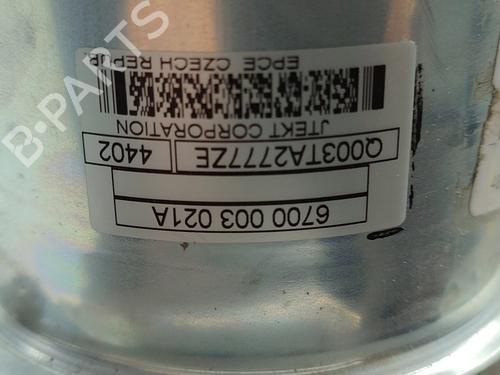 6700 003 021A
Q003TA2777ZE 4402
JTEKT CORPORATION
EPCE CZECH REPUB.
B-PARTS